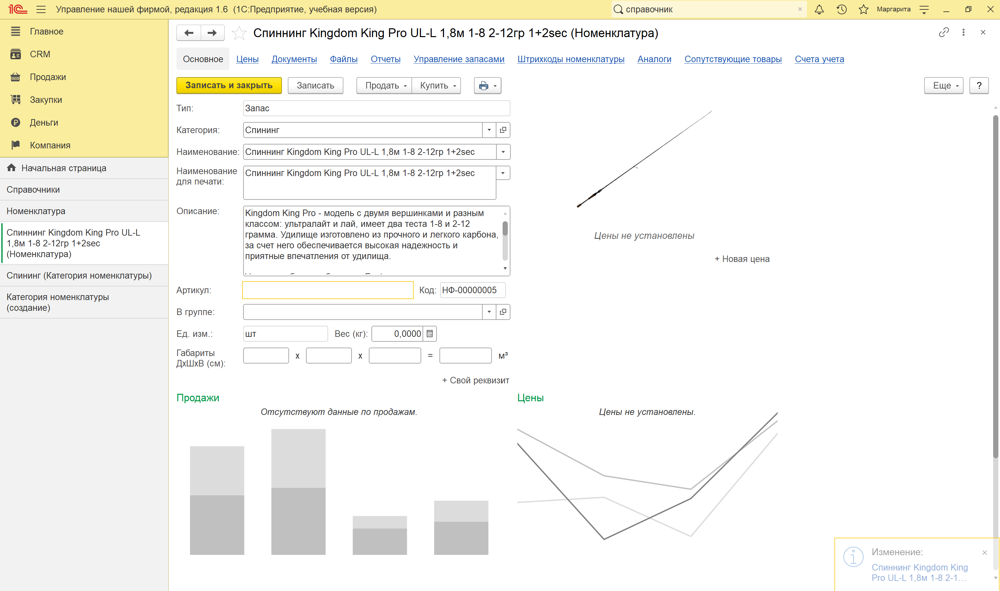 1С Управление нашей фирмой, редакция 1.6 (1С:Предприятие, учебная версия)
справочник
Маргарита
Главное
CRM
Продажи
Закупки
Деньги
Компания
Начальная страница
Справочники
Номенклатура
Спиннинг Kingdom King Pro UL-L
1,8м 1-8 2-12гр 1+2sec
(Номенклатура)
Спининг (Категория номенклатуры)
Категория номенклатуры
(создание)
Спиннинг Kingdom King Pro UL-L 1,8м 1-8 2-12гр 1+2sec (Номенклатура)
Основное Цены Документы Файлы Отчеты Управление запасами Штрихкоды номенклатуры Аналоги Сопутствующие товары Счета учета
Записать и закрыть Записать Продать Купить Еще ?
Тип: Запас
Категория: Спининг
Наименование: Спиннинг Kingdom King Pro UL-L 1,8м 1-8 2-12гр 1+2sec
Наименование
для печати:
Спиннинг Kingdom King Pro UL-L 1,8м 1-8 2-12гр 1+2sec
Описание:
Kingdom King Pro - модель с двумя вершинками и разным
классом: ультралайт и лай, имеет два теста 1-8 и 2-12
грамма. Удилище изготовлено из прочного и легкого карбона,
за счет него обеспечивается высокая надежность и
приятные впечатления от удилища.
Артикул: Код: НФ-00000005
В группе:
Ед. изм.: шт Вес (кг): 0,0000
Габариты
ДхШхВ (см):
x x = м³
+ Свой реквизит
Цены не установлены
+ Новая цена
Продажи
Отсутствуют данные по продажам.
Цены
Цены не установлены.
Изменение:
Спиннинг Kingdom King
Pro UL-L 1,8м 1-8 2-1...